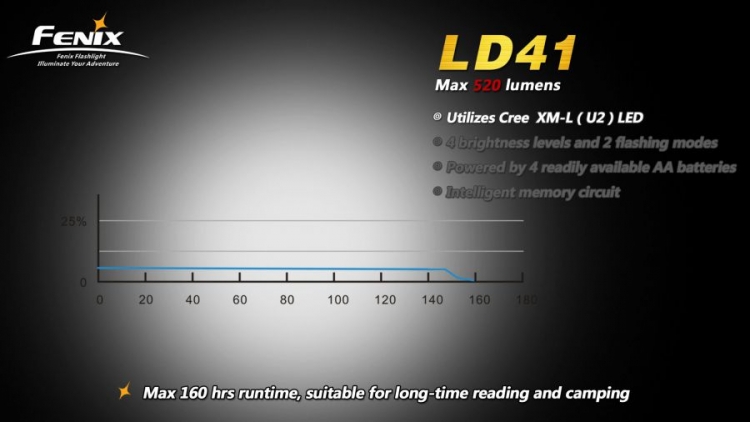 FENIX
Fenix Flashlight
Illuminate Your Adventure
LD41
Max 520 lumens
Utilizes Cree XM-L ( U2 ) LED
4 brightness levels and 2 flashing modes
Powered by 4 readily available AA batteries
Intelligent memory circuit
25%
0
0 20 40 60 80 100 120 140 160 180
Max 160 hrs runtime, suitable for long-time reading and camping